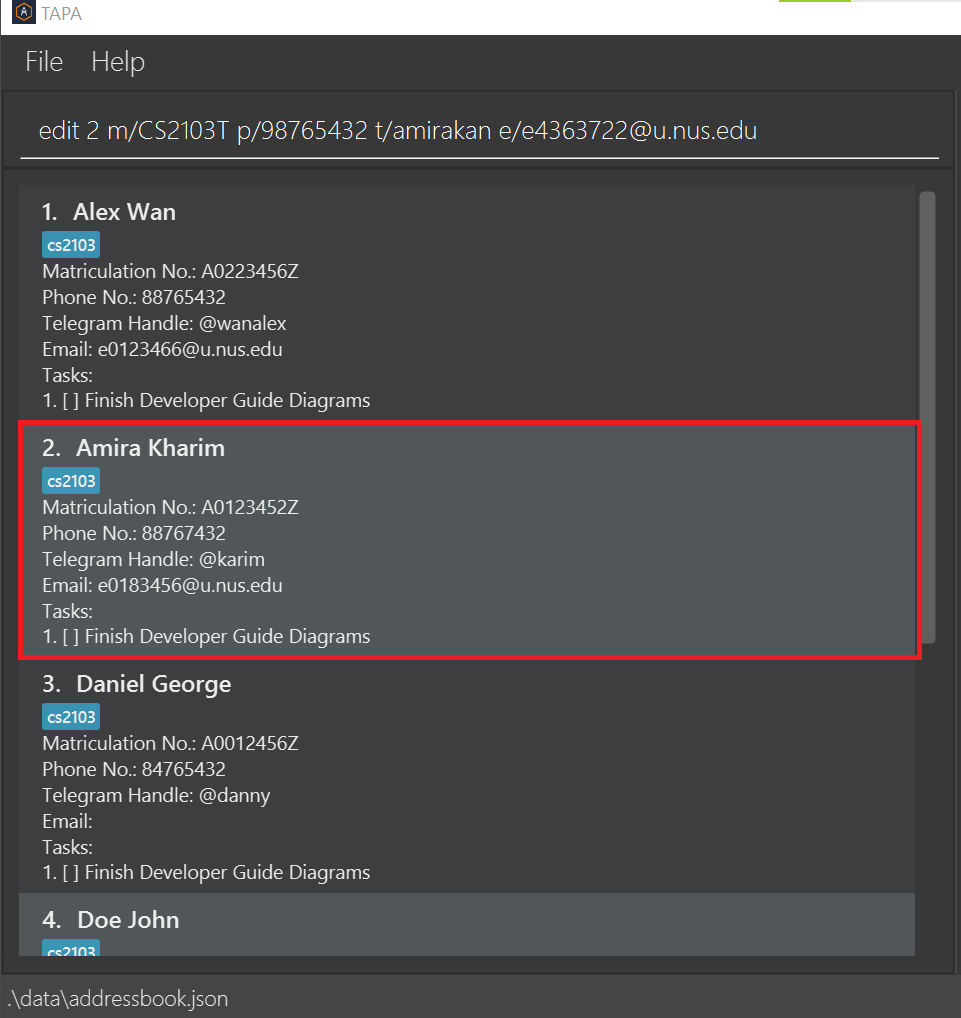 TAPA
File Help
edit 2 m/CS2103T p/98765432 t/amirakan e/e4363722@u.nus.edu
1. Alex Wan
cs2103
Matriculation No.: A0223456Z
Phone No.: 88765432
Telegram Handle: @wanalex
Email: e0123466@u.nus.edu
Tasks:
1. [ ] Finish Developer Guide Diagrams
2. Amira Kharim
cs2103
Matriculation No.: A0123452Z
Phone No.: 88767432
Telegram Handle: @karim
Email: e0183456@u.nus.edu
Tasks:
1. [ ] Finish Developer Guide Diagrams
3. Daniel George
cs2103
Matriculation No.: A0012456Z
Phone No.: 84765432
Telegram Handle: @danny
Email:
Tasks:
1. [ ] Finish Developer Guide Diagrams
4. Doe John
cs2103
.\data\addressbook.json